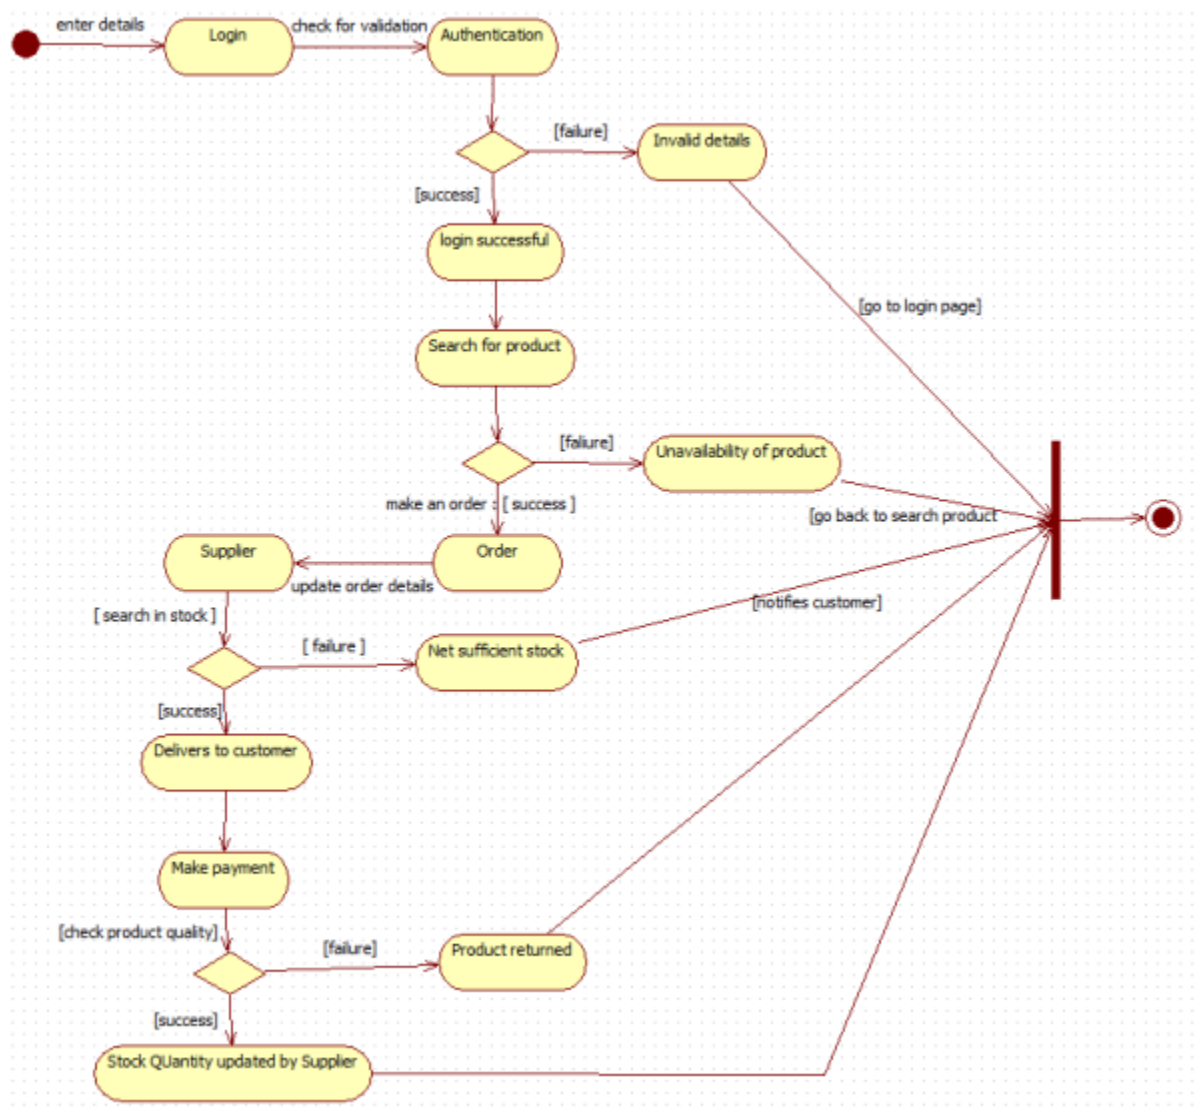 enter details
Login
check for validation
Authentication
[failure]
Invalid details
[success]
login successful
[go to login page]
Search for product
[faliure]
Unavailability of product
make an order : [ success ]
[go back to search product
Supplier
Order
update order details
[ search in stock ]
[notifies customer]
[ failure ]
Net sufficient stock
[success]
Delivers to customer
Make payment
[check product quality]
[failure]
Product returned
[success]
Stock QUantity updated by Supplier